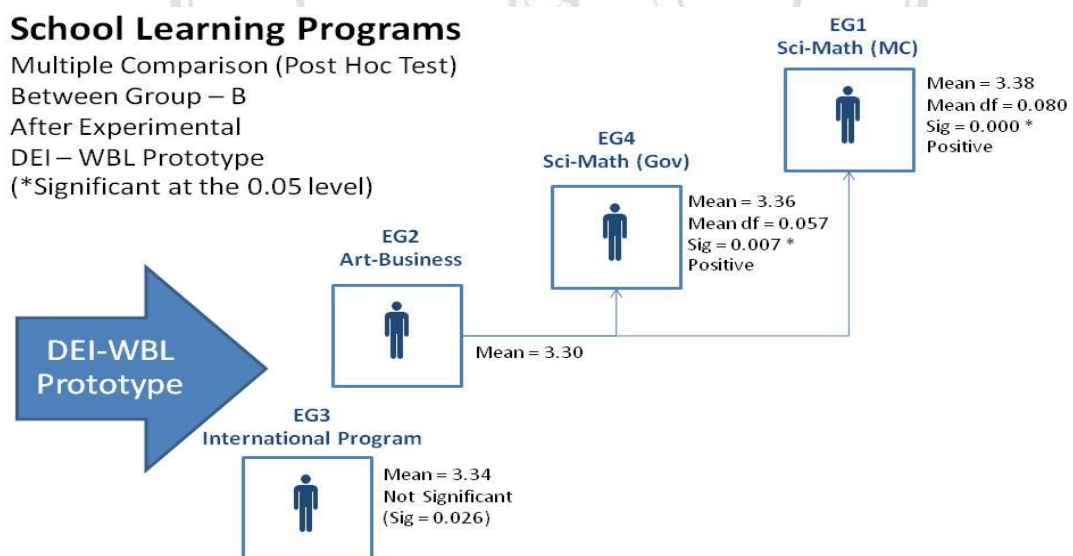 School Learning Programs
Multiple Comparison (Post Hoc Test)
Between Group – B
After Experimental
DEI – WBL Prototype
(*Significant at the 0.05 level)
EG1
Sci-Math (MC)
Mean = 3.38
Mean df = 0.080
Sig = 0.000 *
Positive
EG4
Sci-Math (Gov)
Mean = 3.36
Mean df = 0.057
Sig = 0.007 *
Positive
EG2
Art-Business
Mean = 3.30
DEI-WBL
Prototype
EG3
International Program
Mean = 3.34
Not Significant
(Sig = 0.026)